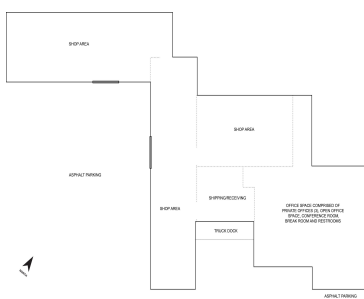 SHOP AREA
SHOP AREA
ASPHALT PARKING
SHIPPING/RECEIVING
SHOP AREA
OFFICE SPACE COMPRISED OF
PRIVATE OFFICES (3), OPEN OFFICE
SPACE, CONFERENCE ROOM,
BREAK ROOM AND RESTROOMS
TRUCK DOCK
ASPHALT PARKING